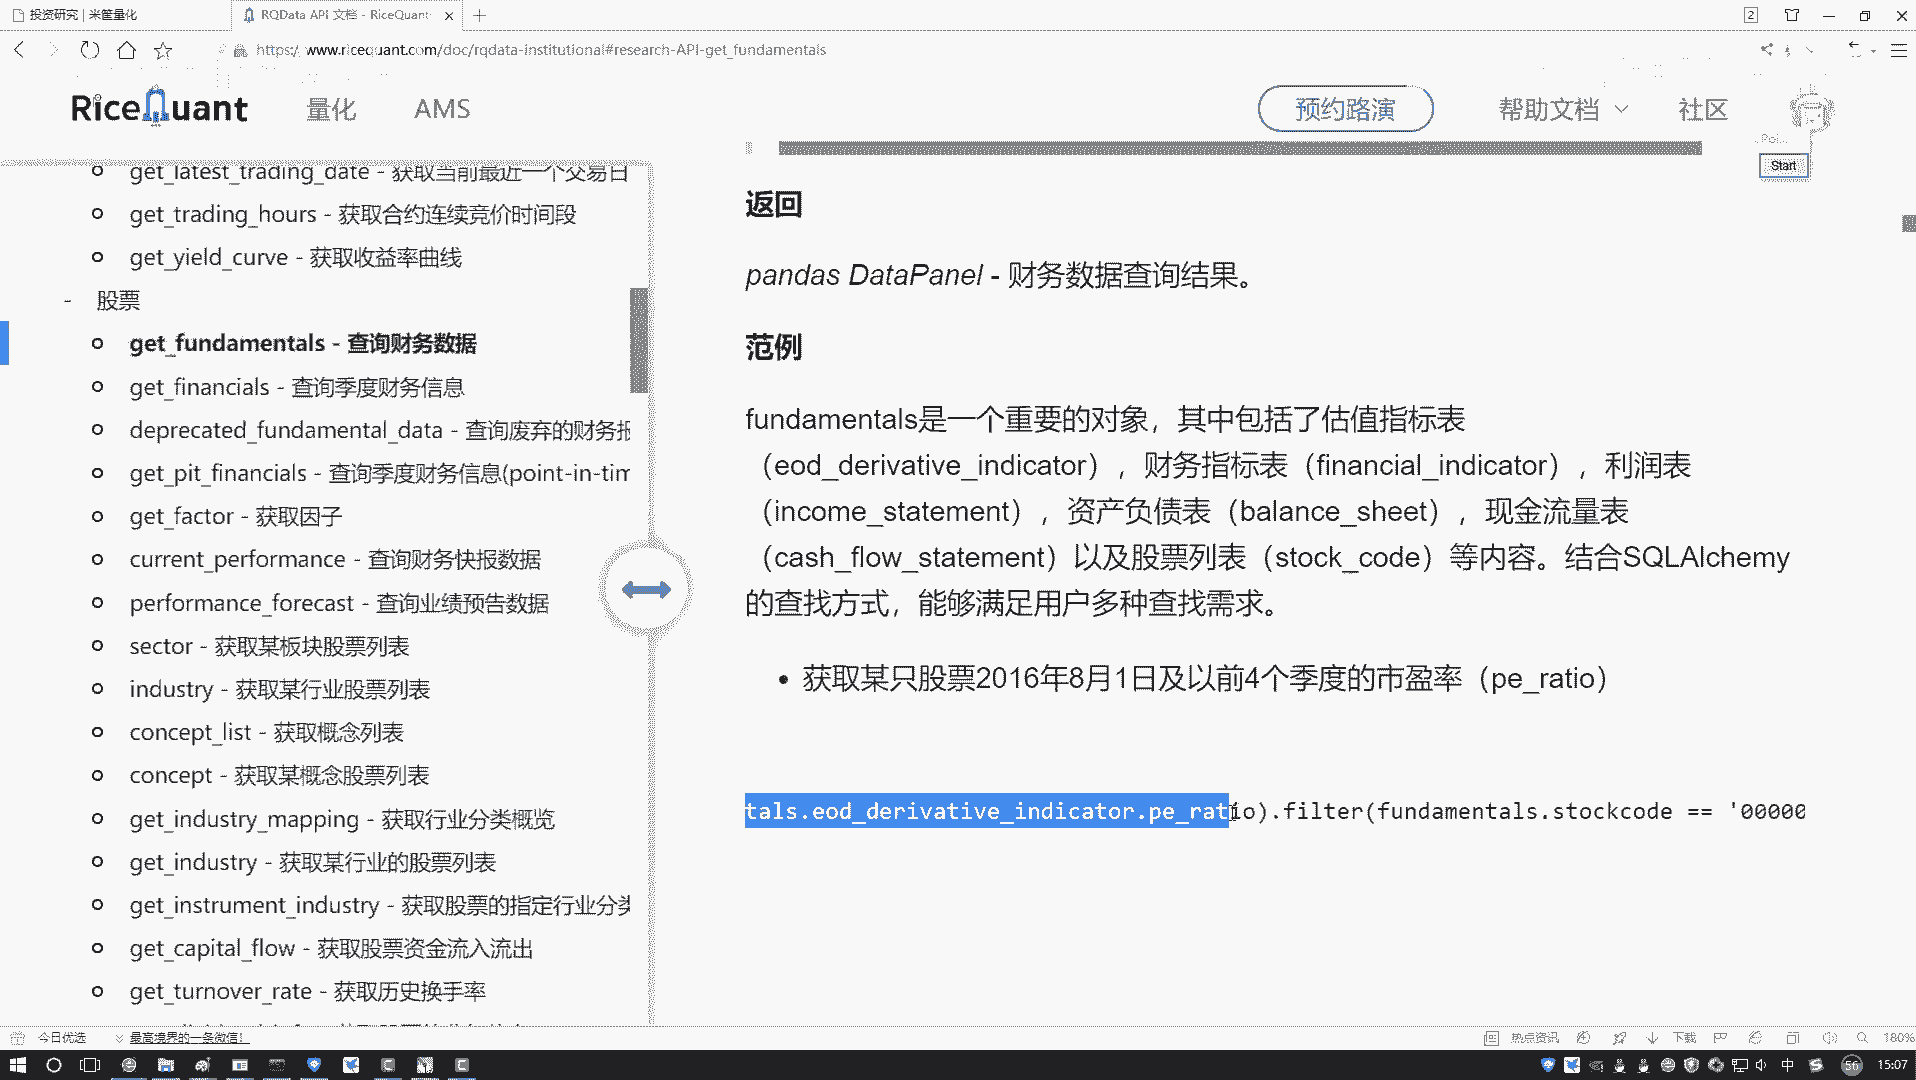 投资研究 | 米筐量化
RQData API 文档 - RiceQuant
2
www.ricequant.com/doc/rqdata-institutional#research-API-get_fundamentals
RiceQuant 量化 AMS 预约路演 帮助文档 社区
Start
get_latest_trading_date - 获取当前最近一个交易日
get_trading_hours - 获取合约连续竞价时间段
get_yield_curve - 获取收益率曲线
- 股票
get_fundamentals - 查询财务数据
get_financials - 查询季度财务信息
deprecated_fundamental_data - 查询废弃的财务报
get_pit_financials - 查询季度财务信息(point-in-tim
get_factor - 获取因子
current_performance - 查询财务快报数据
performance_forecast - 查询业绩预告数据
sector - 获取某板块股票列表
industry - 获取某行业股票列表
concept_list - 获取概念列表
concept - 获取某概念股票列表
get_industry_mapping - 获取行业分类概览
get_industry - 获取某行业的股票列表
get_instrument_industry - 获取股票的指定行业分类
get_capital_flow - 获取股票资金流入流出
get_turnover_rate - 获取历史换手率
返回
pandas DataPanel - 财务数据查询结果。
范例
fundamentals是一个重要的对象，其中包括了估值指标表
（eod_derivative_indicator），财务指标表（financial_indicator），利润表
（income_statement），资产负债表（balance_sheet），现金流量表
（cash_flow_statement）以及股票列表（stock_code）等内容。结合SQLAlchemy
的查找方式，能够满足用户多种查找需求。
• 获取某只股票2016年8月1日及以前4个季度的市盈率（pe_ratio）
tals.eod_derivative_indicator.pe_ratio).filter(fundamentals.stockcode == '00000
今日优选
最高境界的一条微信!
热点资讯
下载
180%
中
56
15:07